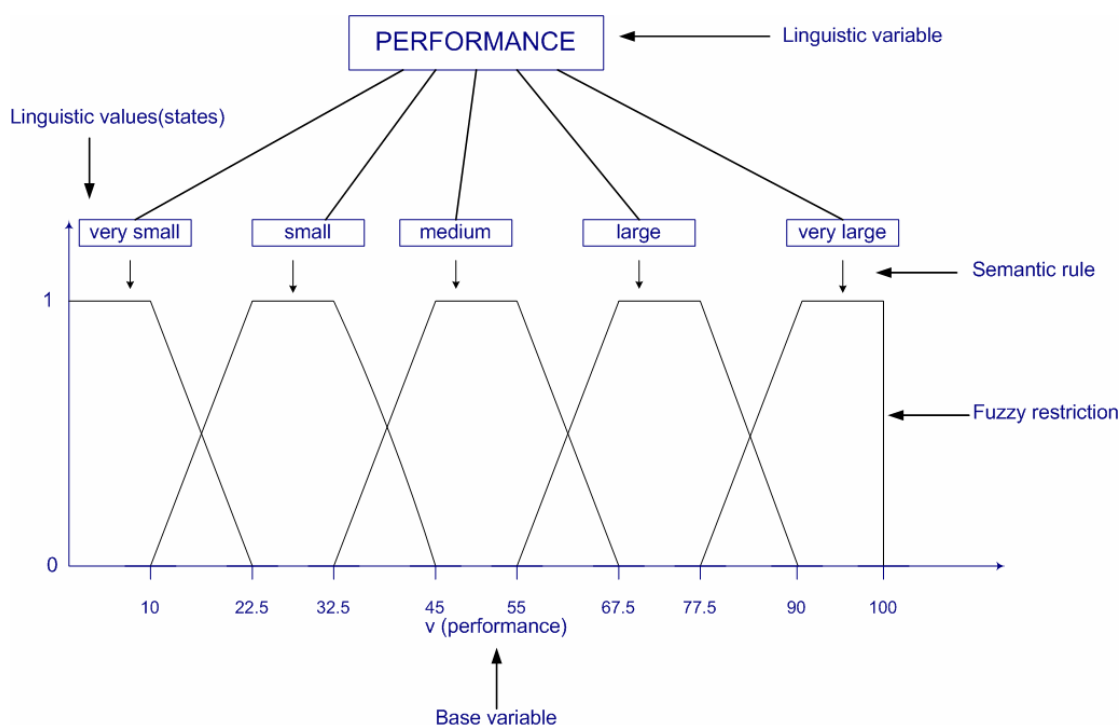 PERFORMANCE
Linguistic variable
Linguistic values(states)
very small
small
medium
large
very large
Semantic rule
1
Fuzzy restriction
0
10
22.5
32.5
45
55
67.5
77.5
90
100
v (performance)
Base variable